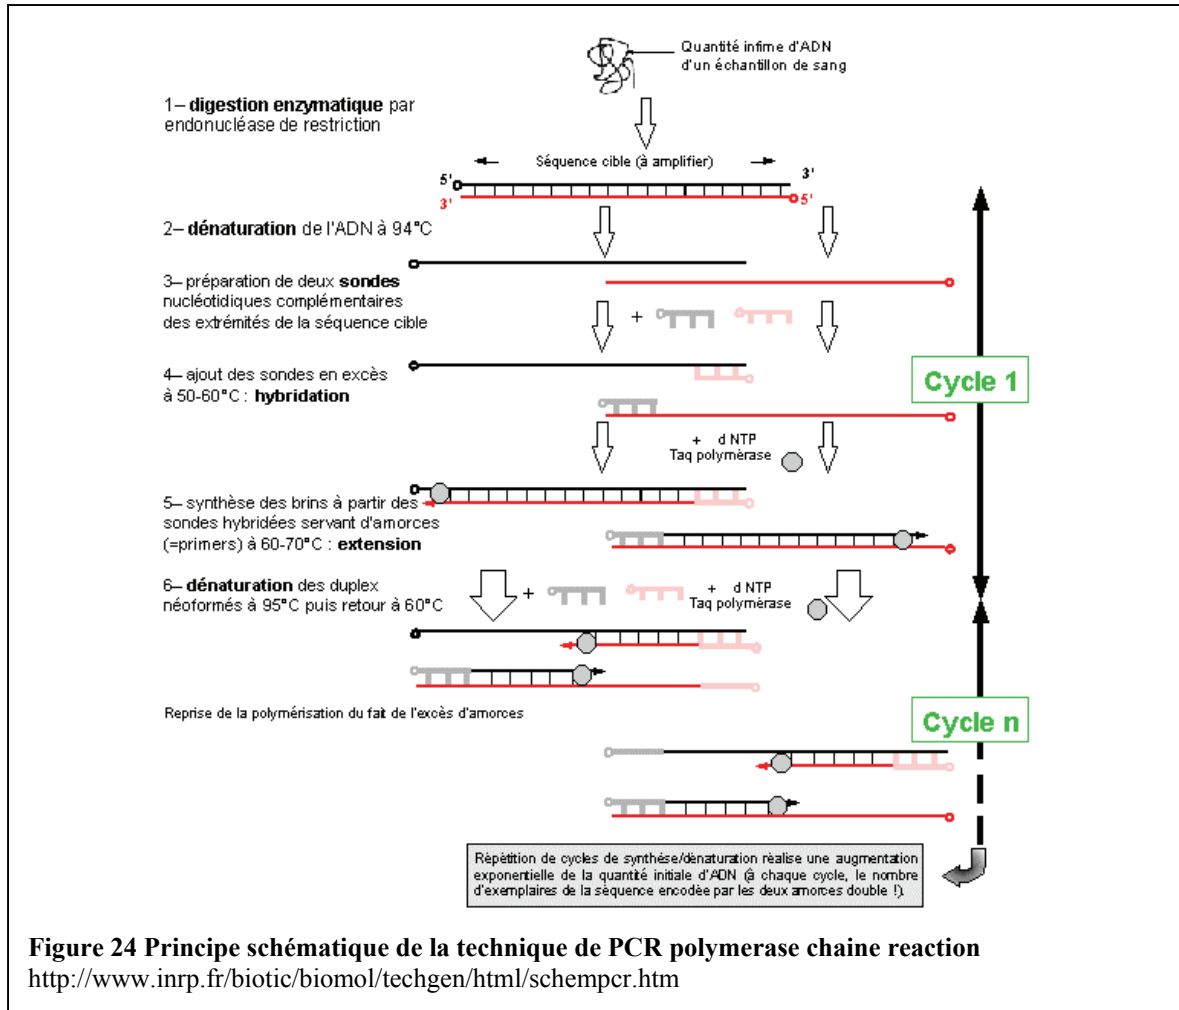 Quantité infime d'ADN
d'un échantillon de sang
1– digestion enzymatique par
endonucléase de restriction
Séquence cible (à amplifier)
5'
3'
3'
5'
2– dénaturation de l'ADN à 94°C
3– préparation de deux sondes
nucléotidiques complémentaires
des extrémités de la séquence cible
+
4– ajout des sondes en excès
à 50-60°C : hybridation
Cycle 1
+ d NTP
Taq polymèrase
5– synthèse des brins à partir des
sondes hybridées servant d'amorces
(=primers) à 60-70°C : extension
6– dénaturation des duplex
néoformés à 95°C puis retour à 60°C
+
+ d NTP
Taq polymèrase
Reprise de la polymérisation du fait de l'excès d'amorces
Cycle n
Rèpètition de cycles de synthèse/dènaturation rèalise une augmentation
exponentielle de la quantité initiale d'ADN (à chaque cycle, le nombre
d'exemplaires de la sèquence encodèe par les deux amorces double !).
Figure 24 Principe schématique de la technique de PCR polymerase chaine reaction
http://www.inrp.fr/biotic/biomol/techgen/html/schempcr.htm